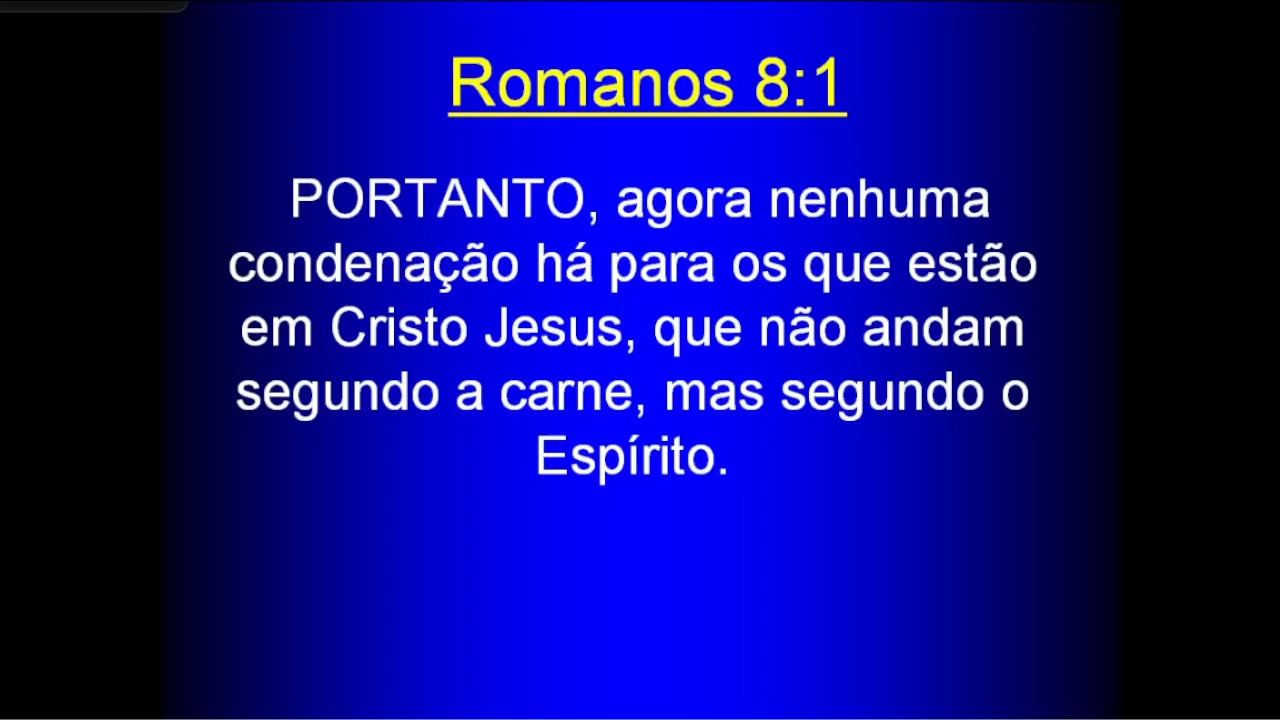 Romanos 8:1
PORTANTO, agora nenhuma
condenação há para os que estão
em Cristo Jesus, que não andam
segundo a carne, mas segundo o
Espírito.